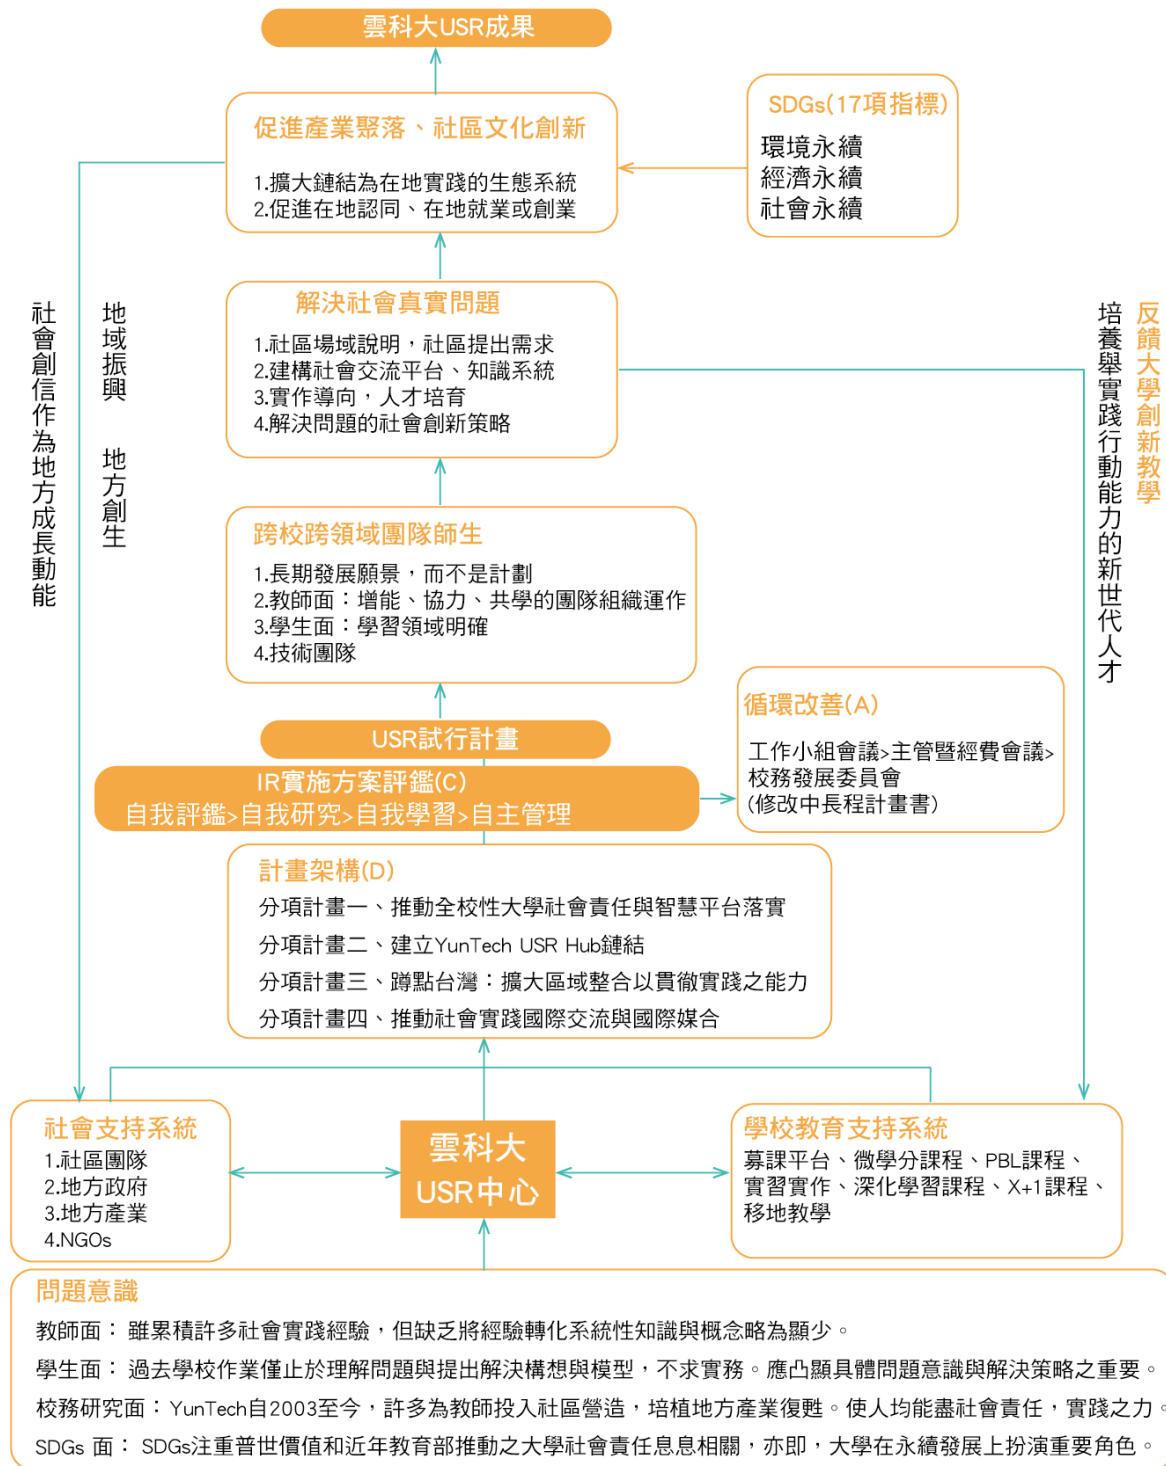 雲科大USR成果
促進產業聚落、社區文化創新
1.擴大鏈結為在地實踐的生態系統
2.促進在地認同、在地就業或創業
SDGs(17項指標)
環境永續
經濟永續
社會永續
解決社會真實問題
1.社區場域說明，社區提出需求
2.建構社會交流平台、知識系統
3.實作導向，人才培育
4.解決問題的社會創新策略
社會創信作為地方成長動能
地域振興 地方創生
反饋大學創新教學
培養舉實踐行動能力的新世代人才
跨校跨領域團隊師生
1.長期發展願景，而不是計劃
2.教師面：增能、協力、共學的團隊組織運作
3.學生面：學習領域明確
4.技術團隊
USR試行計畫
IR實施方案評鑑(C)
自我評鑑>自我研究>自我學習>自主管理
循環改善(A)
工作小組會議>主管暨經費會議>
校務發展委員會
(修改中長程計畫書)
計畫架構(D)
分項計畫一、推動全校性大學社會責任與智慧平台落實
分項計畫二、建立YunTech USR Hub鏈結
分項計畫三、蹲點台灣：擴大區域整合以貫徹實踐之能力
分項計畫四、推動社會實踐國際交流與國際媒合
社會支持系統
1.社區團隊
2.地方政府
3.地方產業
4.NGOs
雲科大
USR中心
學校教育支持系統
募課平台、微學分課程、PBL課程、
實習實作、深化學習課程、X+1課程、
移地教學
問題意識
教師面： 雖累積許多社會實踐經驗，但缺乏將經驗轉化系統性知識與概念略為顯少。
學生面： 過去學校作業僅止於理解問題與提出解決構想與模型，不求實務。應凸顯具體問題意識與解決策略之重要。
校務研究面：YunTech自2003至今，許多為教師投入社區營造，培植地方產業復甦。使人均能盡社會責任，實踐之力。
SDGs 面： SDGs注重普世價值和近年教育部推動之大學社會責任息息相關，亦即，大學在永續發展上扮演重要角色。